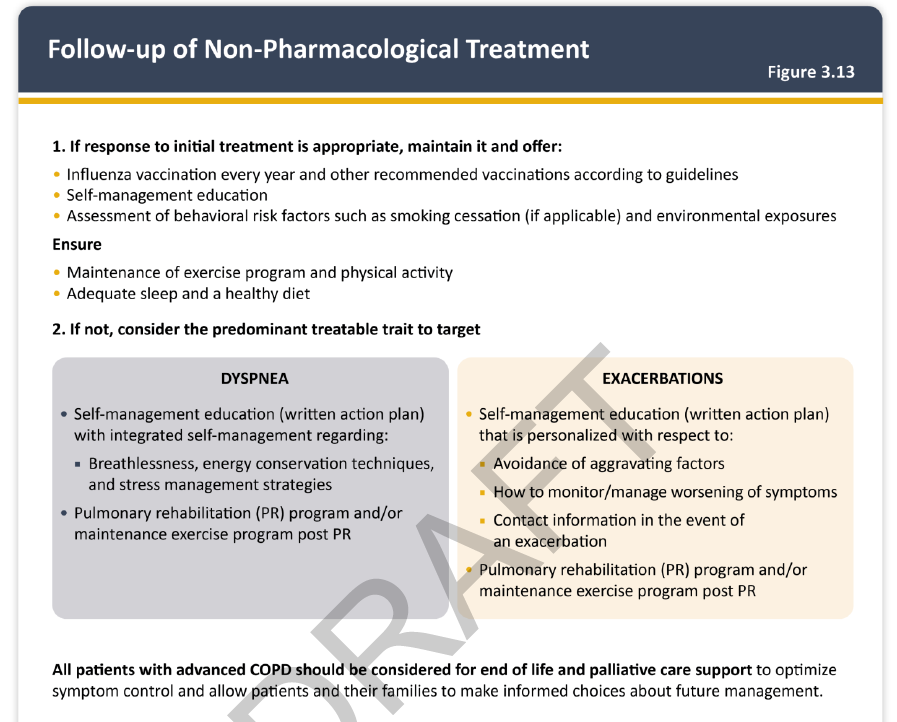 Follow-up of Non-Pharmacological Treatment
Figure 3.13
1. If response to initial treatment is appropriate, maintain it and offer:
• Influenza vaccination every year and other recommended vaccinations according to guidelines
• Self-management education
• Assessment of behavioral risk factors such as smoking cessation (if applicable) and environmental exposures
Ensure
• Maintenance of exercise program and physical activity
• Adequate sleep and a healthy diet
2. If not, consider the predominant treatable trait to target
DYSPNEA
• Self-management education (written action plan)
with integrated self-management regarding:
▪ Breathlessness, energy conservation techniques,
and stress management strategies
• Pulmonary rehabilitation (PR) program and/or
maintenance exercise program post PR
EXACERBATIONS
• Self-management education (written action plan)
that is personalized with respect to:
▪ Avoidance of aggravating factors
▪ How to monitor/manage worsening of symptoms
▪ Contact information in the event of
an exacerbation
• Pulmonary rehabilitation (PR) program and/or
maintenance exercise program post PR
All patients with advanced COPD should be considered for end of life and palliative care support to optimize
symptom control and allow patients and their families to make informed choices about future management.
DRAFT